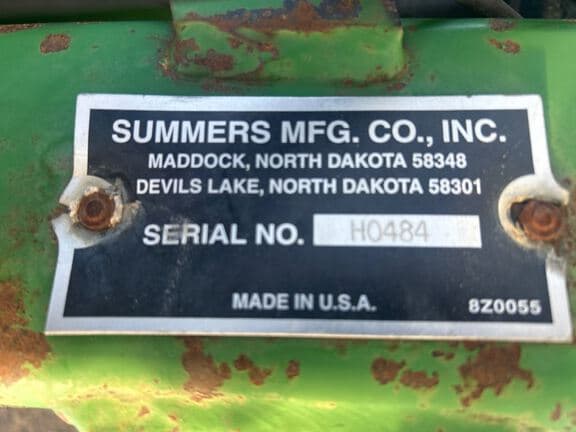 SUMMERS MFG. CO., INC.
MADDOCK, NORTH DAKOTA 58348
DEVILS LAKE, NORTH DAKOTA 58301
SERIAL NO. H0484
MADE IN U.S.A. 8Z0055